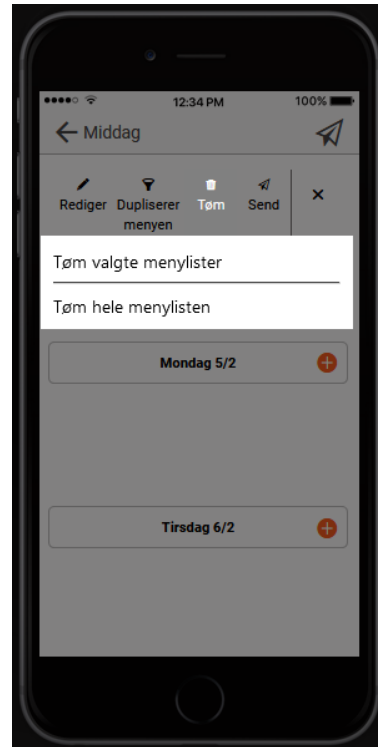 12:34 PM 100%
Middag
Rediger Dupliserer menyen Tøm Send
Tøm valgte menylister
Tøm hele menylisten
Mondag 5/2
Tirsdag 6/2